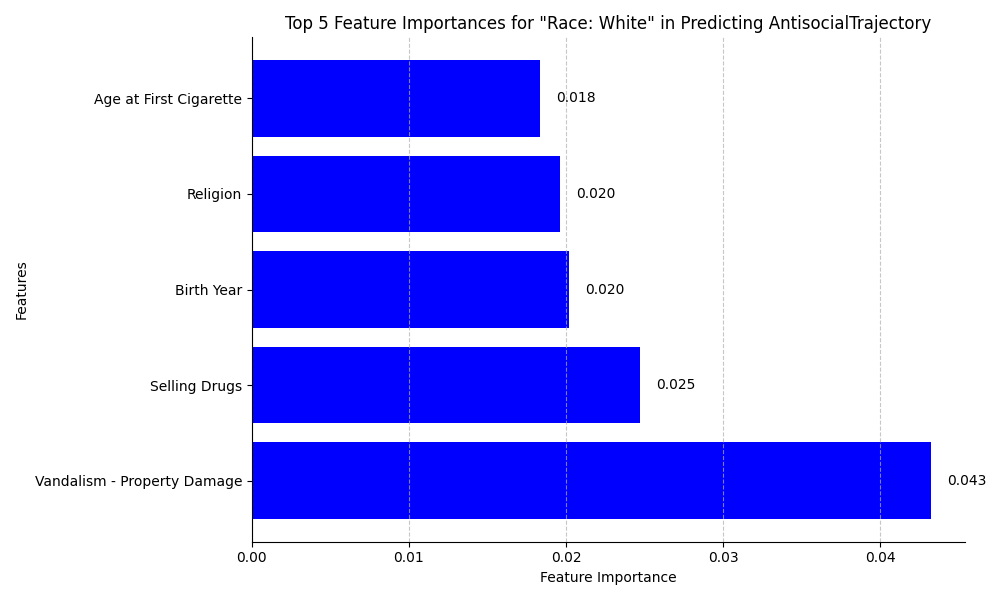 Top 5 Feature Importances for "Race: White" in Predicting AntisocialTrajectory
Features
Age at First Cigarette
0.018
Religion
0.020
Birth Year
0.020
Selling Drugs
0.025
Vandalism - Property Damage
0.043
0.00 0.01 0.02 0.03 0.04
Feature Importance